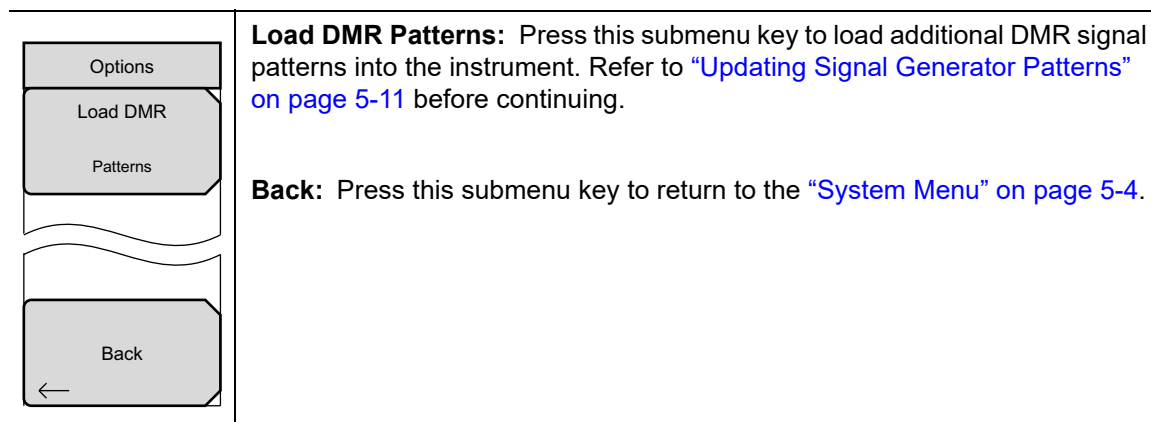 Options
Load DMR
Patterns
Back
Load DMR Patterns: Press this submenu key to load additional DMR signal
patterns into the instrument. Refer to “Updating Signal Generator Patterns”
on page 5-11 before continuing.
Back: Press this submenu key to return to the “System Menu” on page 5-4.